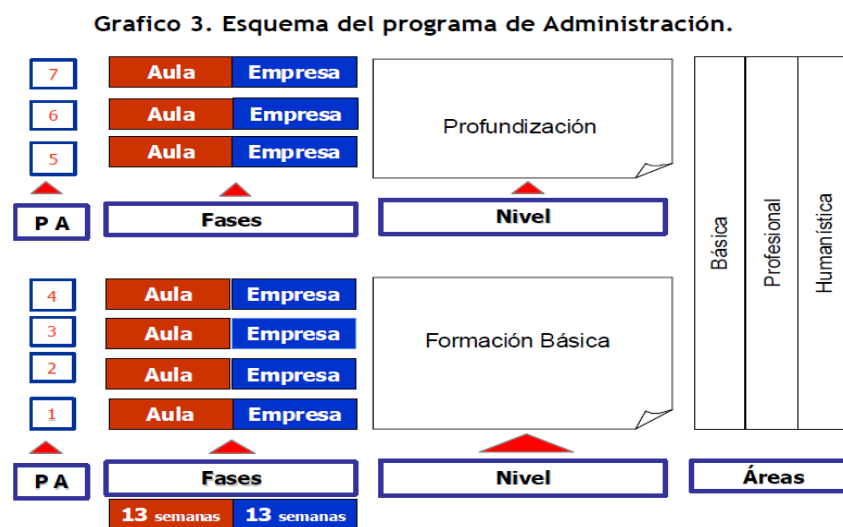 Grafico 3. Esquema del programa de Administración.
7 Aula Empresa
6 Aula Empresa
5 Aula Empresa
Profundización
P A Fases Nivel
4 Aula Empresa
3 Aula Empresa
2 Aula Empresa
1 Aula Empresa
Formación Básica
Básica
Profesional
Humanística
P A Fases Nivel Áreas
13 semanas 13 semanas